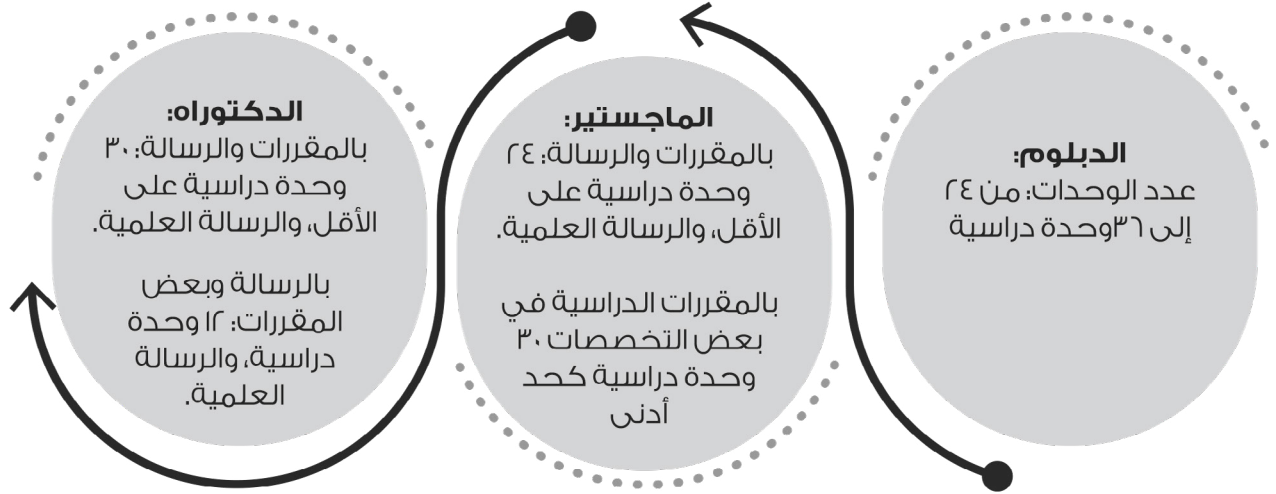 الدبلوم:
عدد الوحدات: من ٢٤
إلى ٣٦وحدة دراسية
الماجستير:
بالمقررات والرسالة: ٢٤
وحدة دراسية على
الأقل، والرسالة العلمية.
بالمقررات الدراسية في
بعض التخصصات ٣٠
وحدة دراسية كحد
أدنى
الدكتوراه:
بالمقررات والرسالة: ٣٠
وحدة دراسية على
الأقل، والرسالة العلمية.
بالرسالة وبعض
المقررات: ١٢ وحدة
دراسية، والرسالة
العلمية.